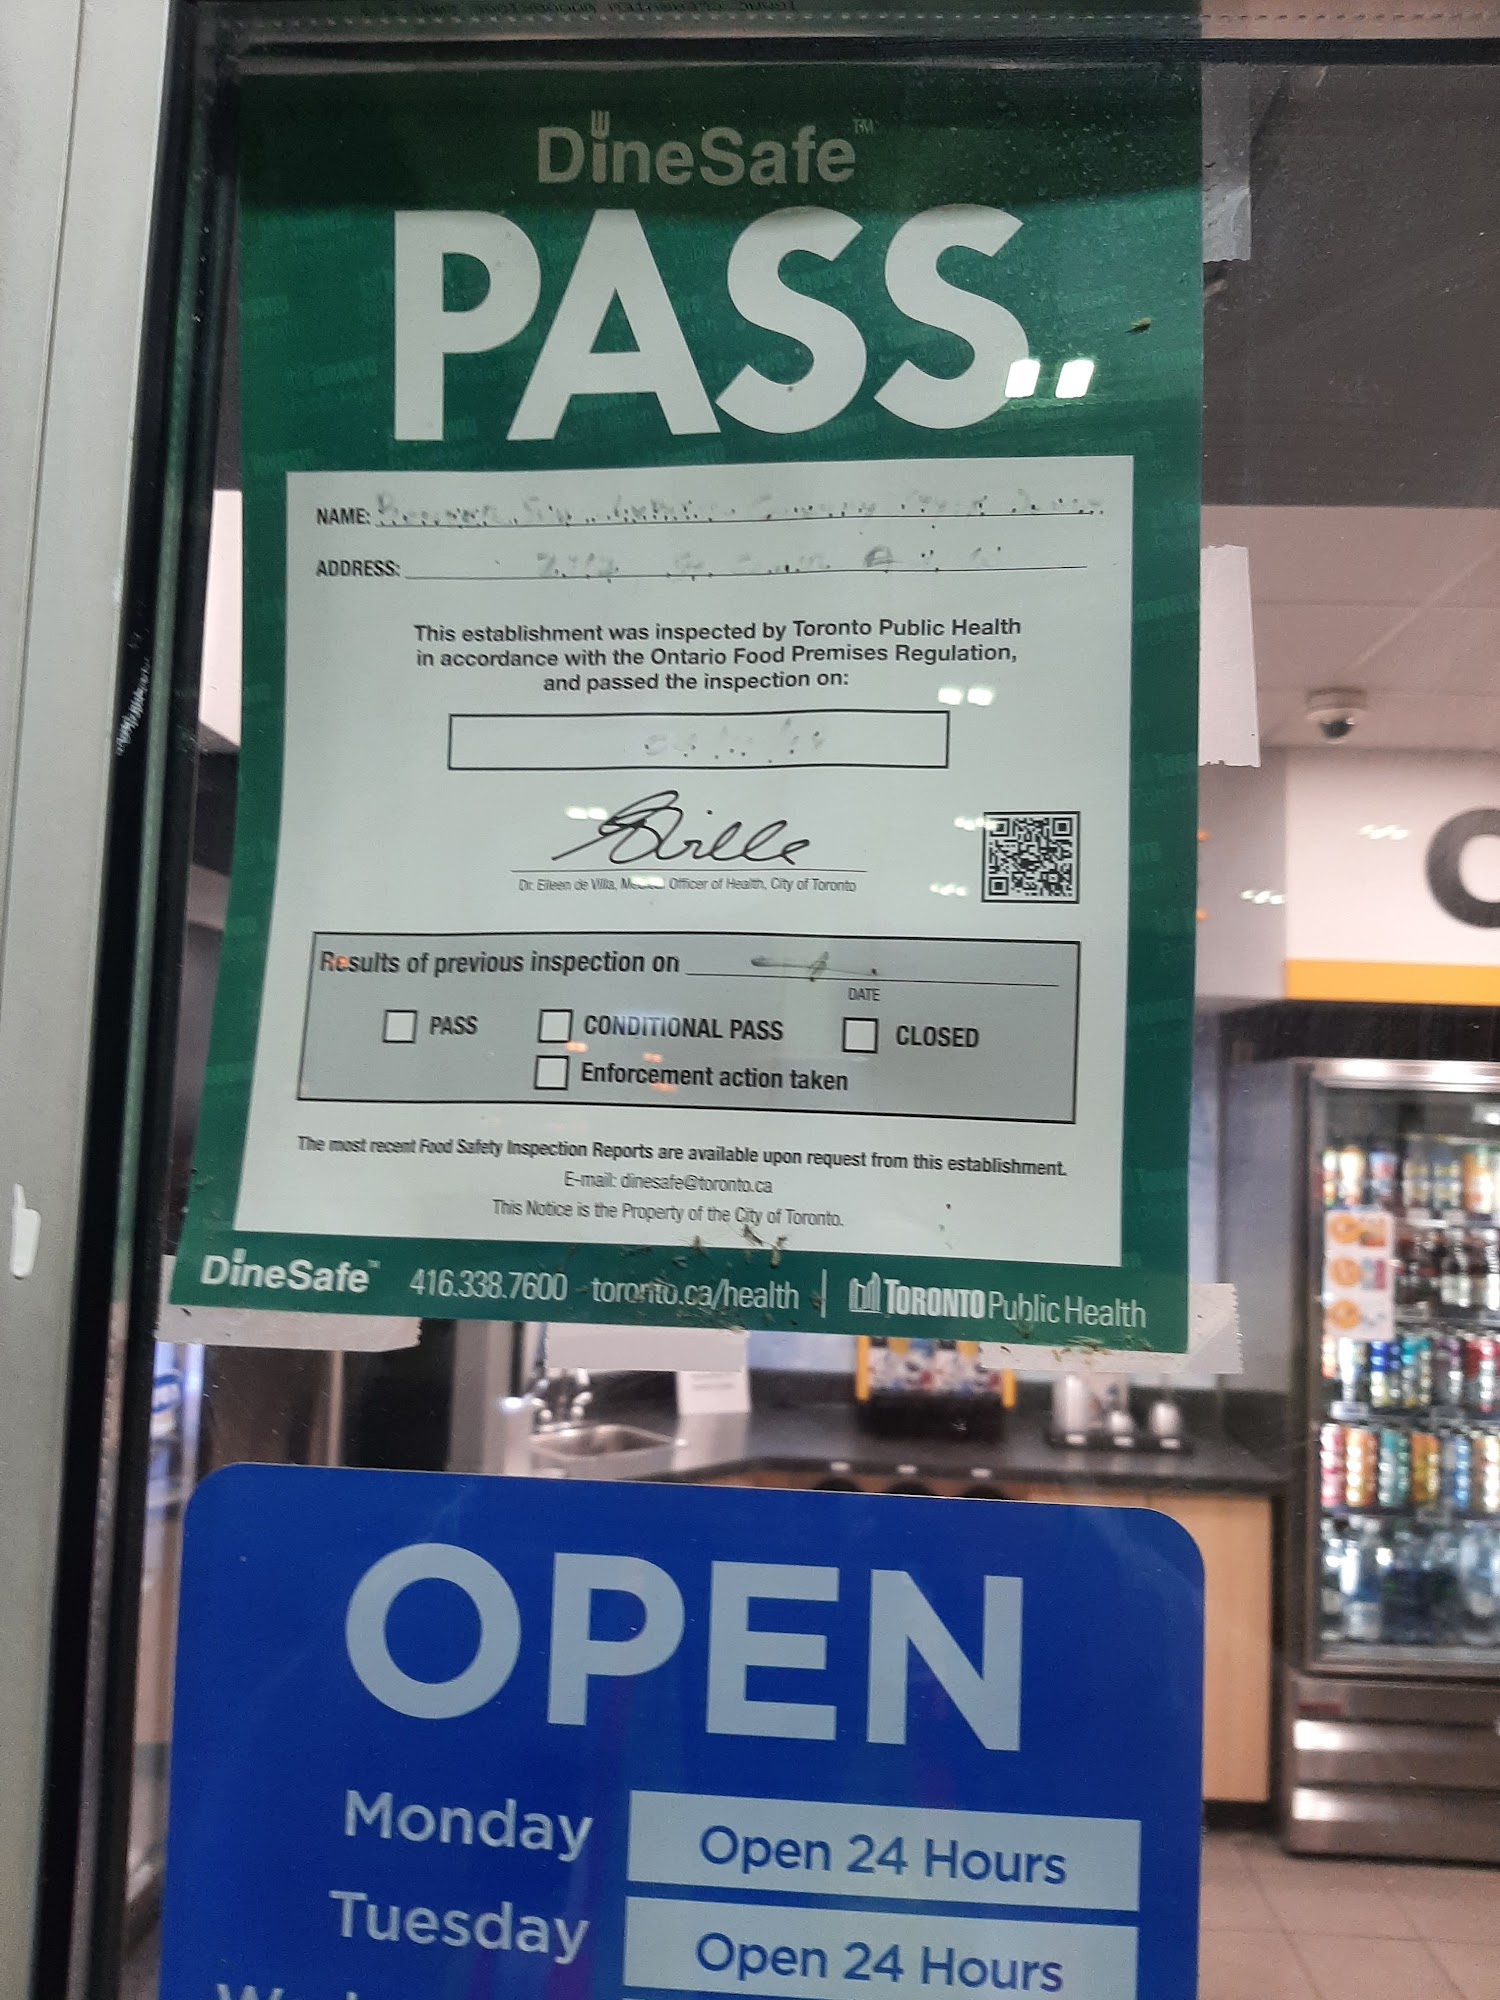 DineSafe™
PASS
NAME:
ADDRESS:
This establishment was inspected by Toronto Public Health
in accordance with the Ontario Food Premises Regulation,
and passed the inspection on:
Dr. Eileen de Villa, Medical Officer of Health, City of Toronto
Results of previous inspection on
DATE
PASS CONDITIONAL PASS CLOSED
Enforcement action taken
The most recent Food Safety Inspection Reports are available upon request from this establishment.
E-mail: dinesafe@toronto.ca
This Notice is the Property of the City of Toronto.
DineSafe™ 416.338.7600 - toronto.ca/health | TORONTO Public Health
OPEN
Monday Open 24 Hours
Tuesday Open 24 Hours